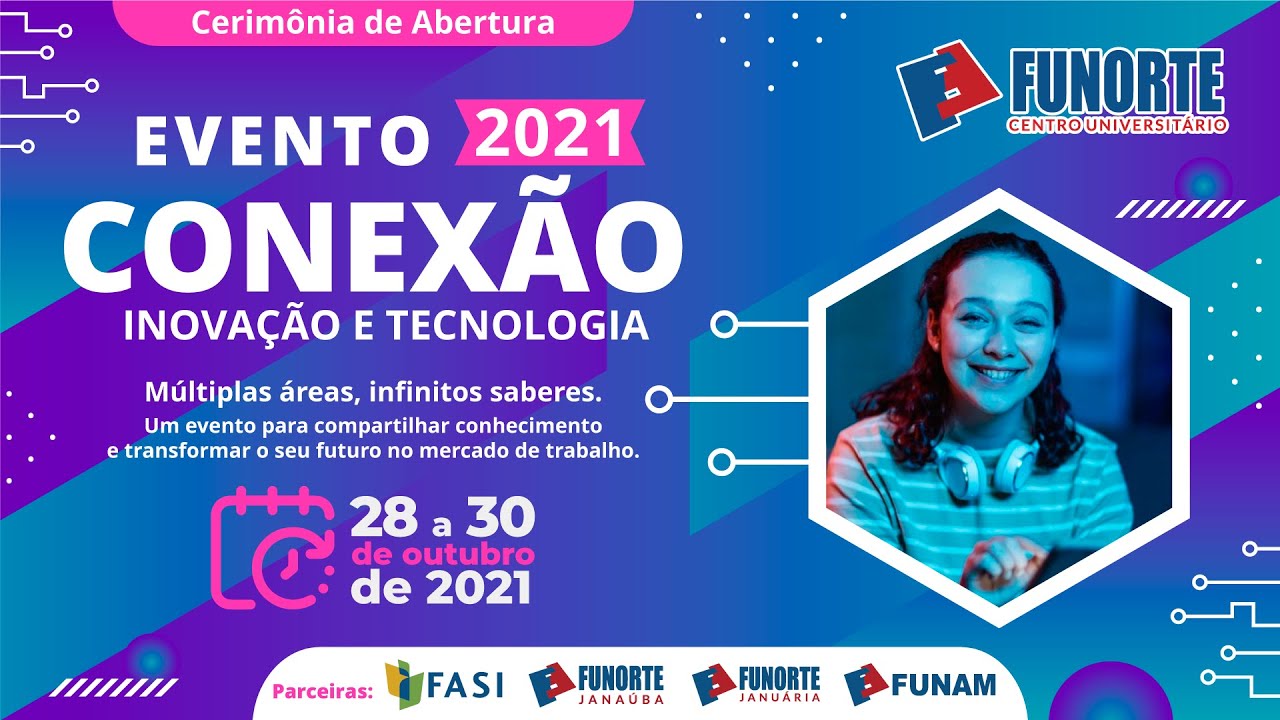 Cerimônia de Abertura
EVENTO 2021
CONEXÃO
INOVAÇÃO E TECNOLOGIA
Múltiplas áreas, infinitos saberes.
Um evento para compartilhar conhecimento
e transformar o seu futuro no mercado de trabalho.
28 a 30
de outubro
de 2021
FUNORTE
CENTRO UNIVERSITÁRIO
Parceiras:
FASI
FUNORTE
JANAÚBA
FUNORTE
JANUÁRIA
FUNAM